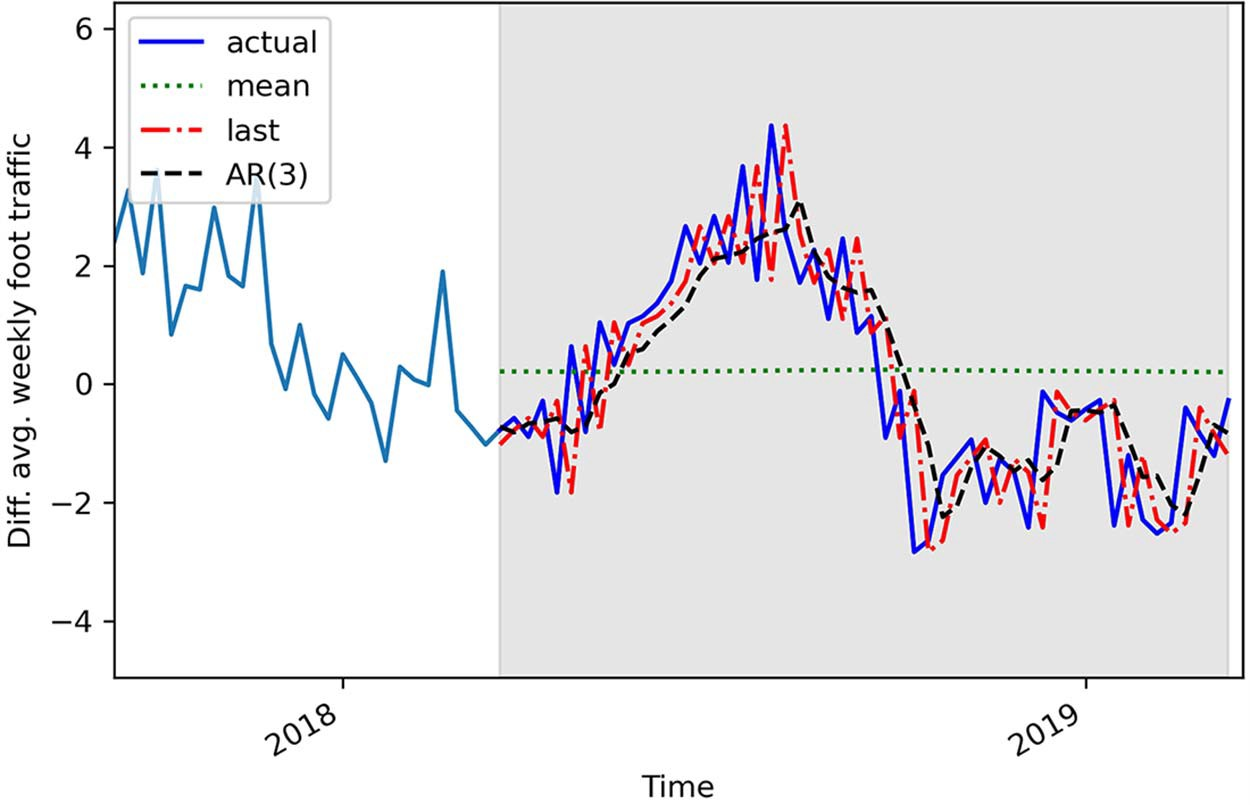 6
4
2
0
−2
−4
Diff. avg. weekly foot traffic
actual
mean
last
AR(3)
2018
2019
Time